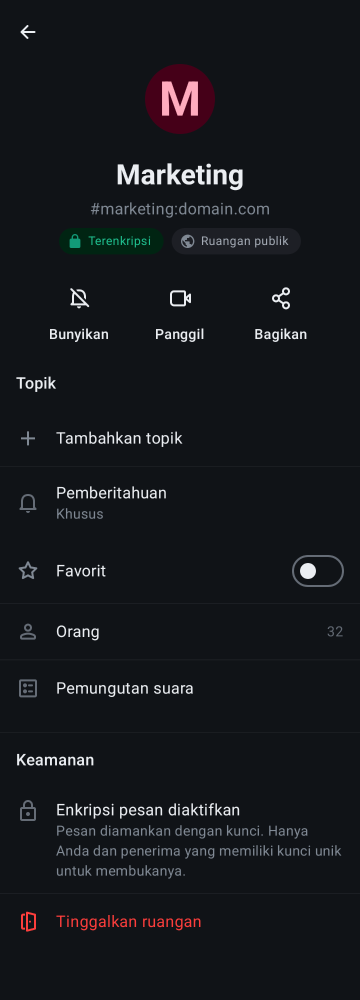 M
Marketing
#marketing:domain.com
Terenkripsi
Ruangan publik
Bunyikan
Panggil
Bagikan
Topik
Tambahkan topik
Pemberitahuan
Khusus
Favorit
Orang
32
Pemungutan suara
Keamanan
Enkripsi pesan diaktifkan
Pesan diamankan dengan kunci. Hanya
Anda dan penerima yang memiliki kunci unik
untuk membukanya.
Tinggalkan ruangan